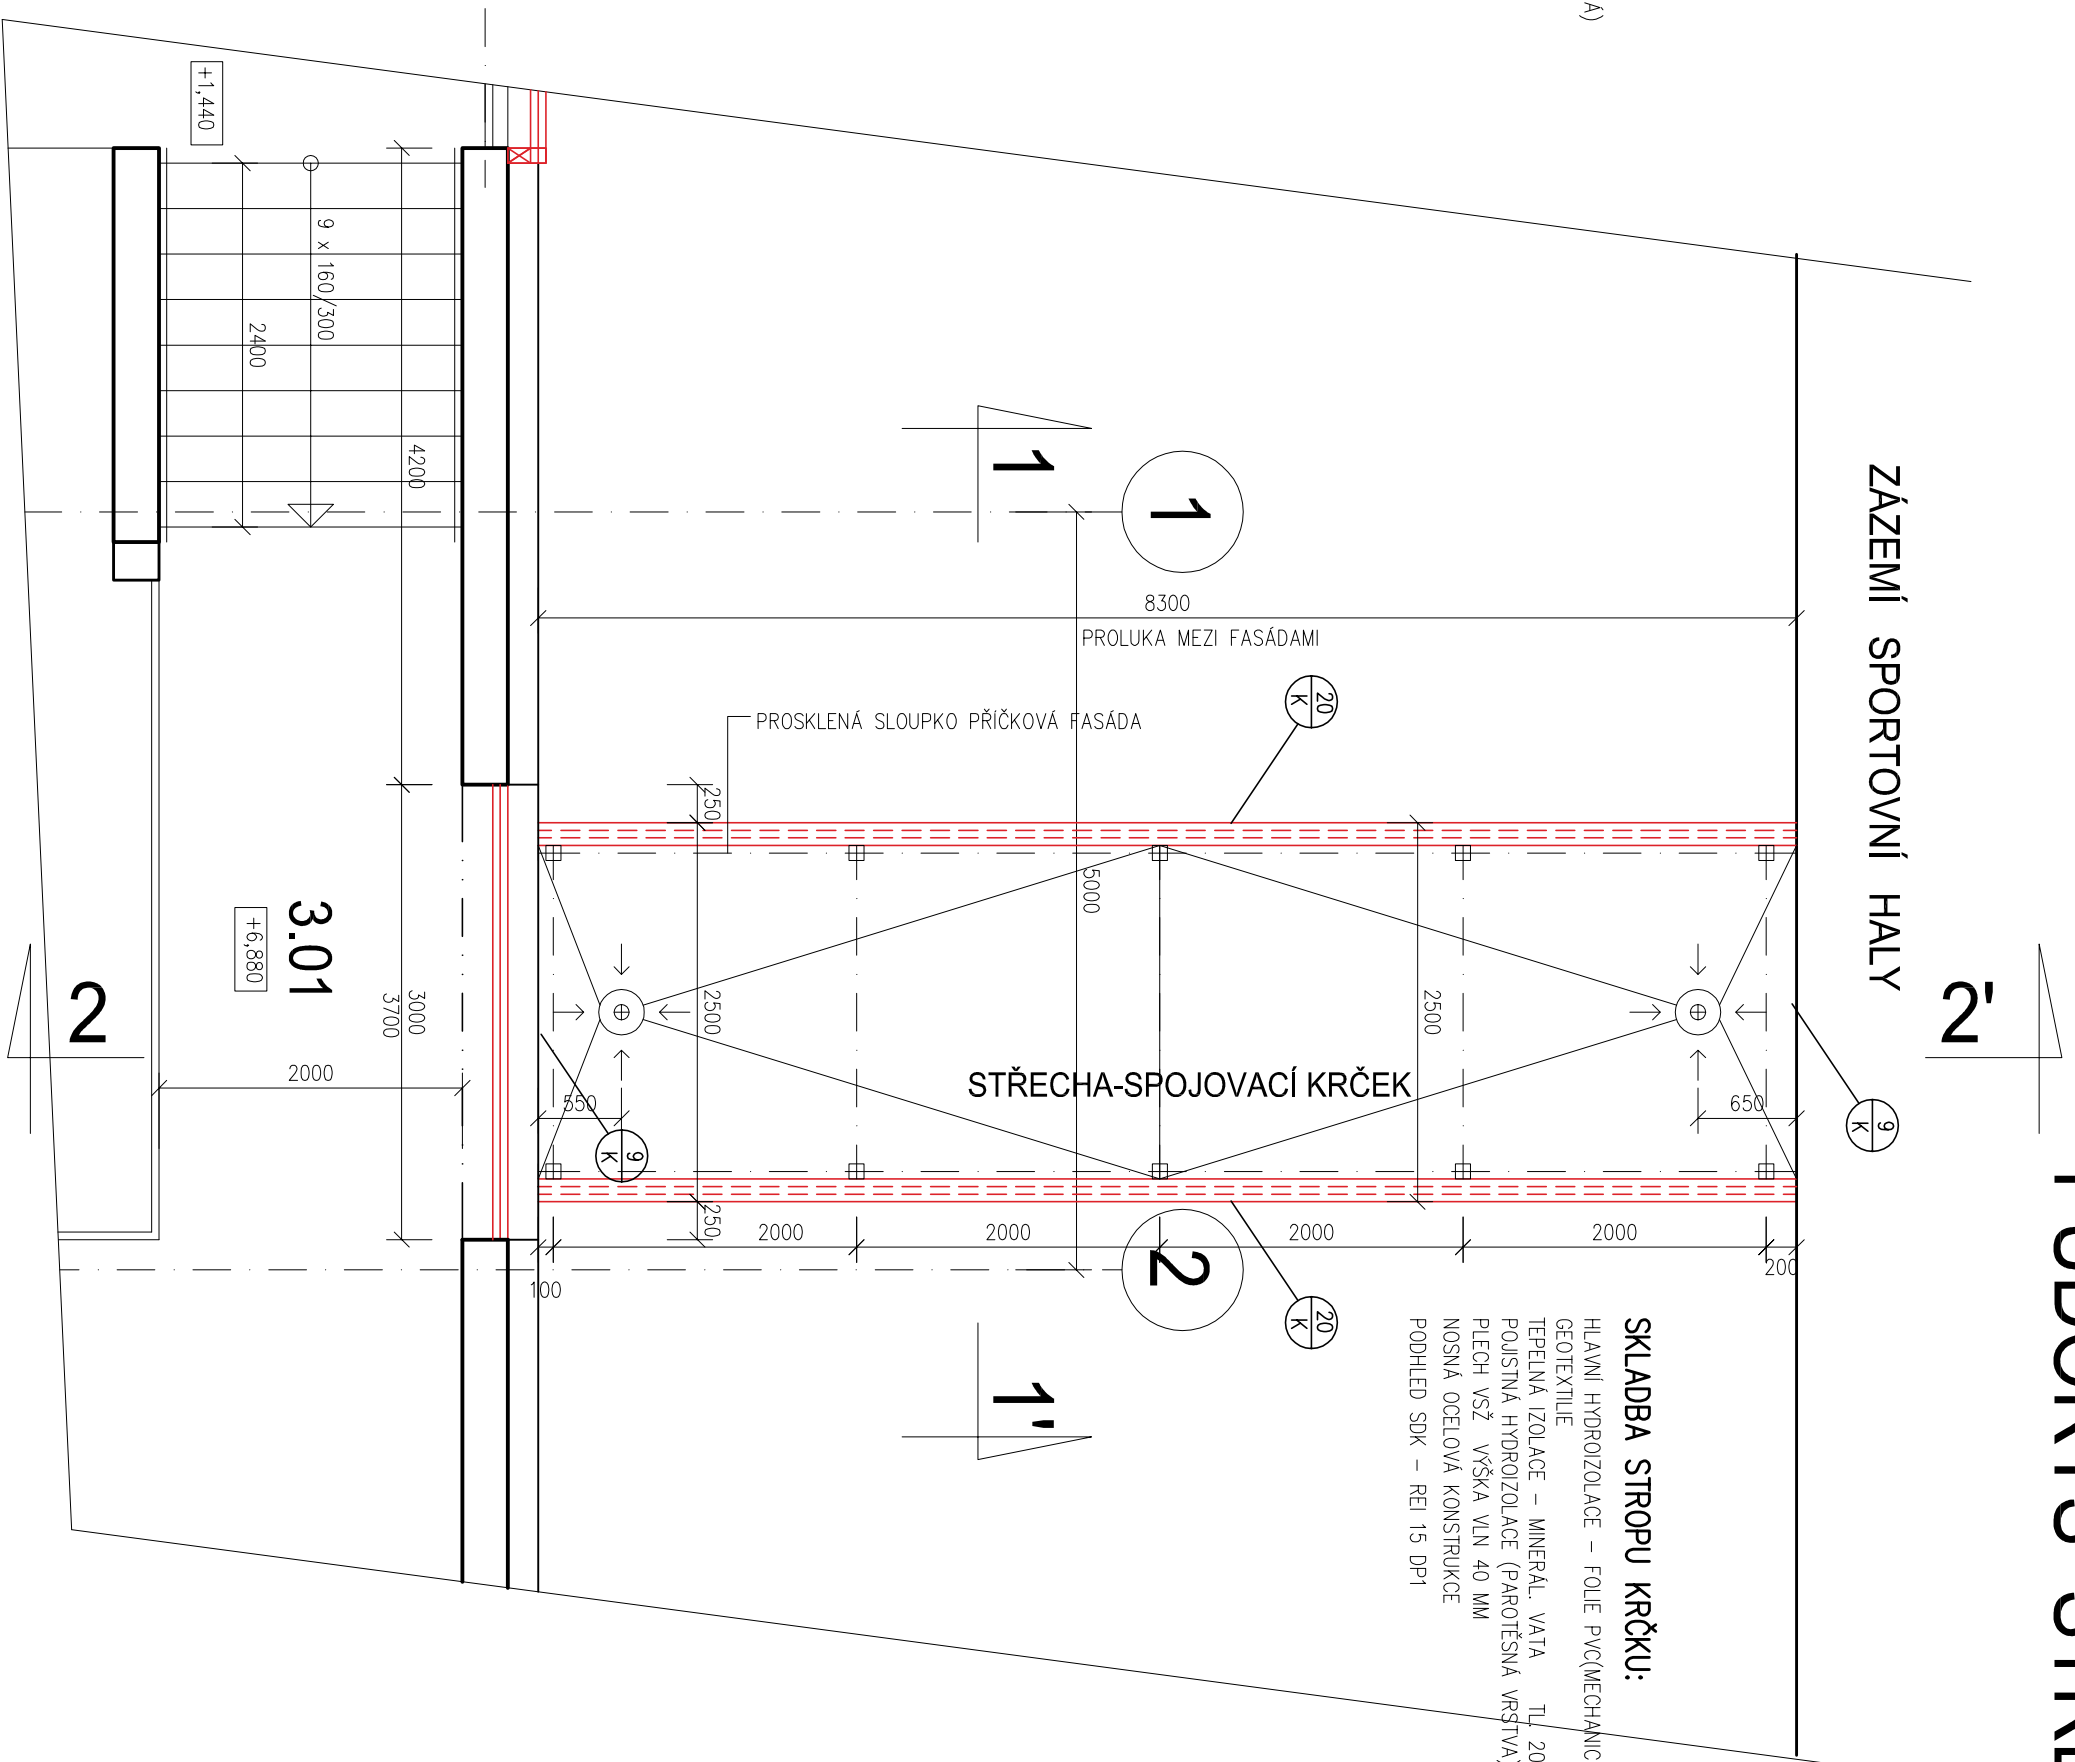 Á)
+1,440
9 x 160/300
2400
4200
1
1
8300
PROLUKA MEZI FASÁDAMI
20
K
PROSKLENÁ SLOUPKO PŘÍČKOVÁ FASÁDA
ZÁZEMÍ SPORTOVNÍ HALY
250
5000
2500
2500
3.01
+6,880
3000
3700
2000
2
2'
STŘECHA-SPOJOVACÍ KRČEK
550
650
9
K
9
K
250
2000
2000
2000
2000
200
100
2
20
K
1'
SKLADBA STROPU KRČKU:
HLAVNÍ HYDROIZOLACE – FOLIE PVC(MECHANIC
GEOTEXTILIE
TEPELNÁ IZOLACE – MINERÁL. VATA TL. 20
POJISTNÁ HYDROIZOLACE (PAROTĚSNÁ VRSTVA)
PLECH VSŽ VÝŠKA VLN 40 MM
NOSNÁ OCELOVÁ KONSTRUKCE
PODHLED SDK – REI 15 DP1